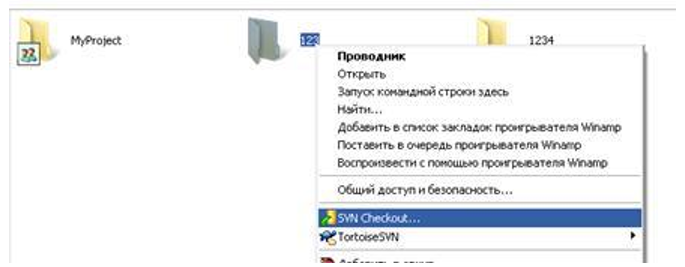 MyProject
123
1234
Проводник
Открыть
Запуск командной строки здесь
Найти...
Добавить в список закладок проигрывателя Winamp
Поставить в очередь проигрывателя Winamp
Воспроизвести с помощью проигрывателя Winamp
Общий доступ и безопасность...
SVN Checkout...
TortoiseSVN